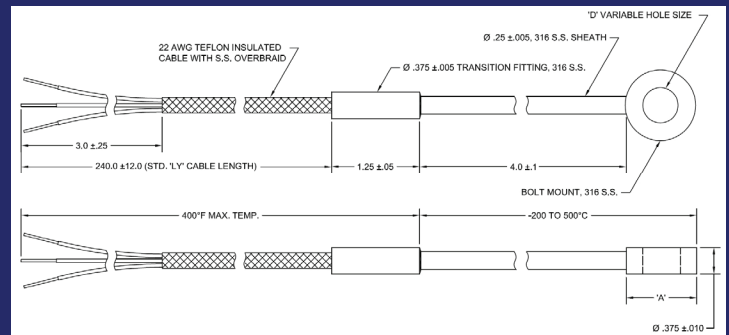 'D' VARIABLE HOLE SIZE
22 AWG TEFLON INSULATED
CABLE WITH S.S. OVERBRAID
Ø .25 ±.005, 316 S.S. SHEATH
Ø .375 ±.005 TRANSITION FITTING, 316 S.S.
3.0 ±.25
240.0 ±12.0 (STD. 'LY' CABLE LENGTH)
1.25 ±.05
4.0 ±.1
BOLT MOUNT, 316 S.S.
400°F MAX. TEMP.
-200 TO 500°C
'A'
Ø .375 ±.010